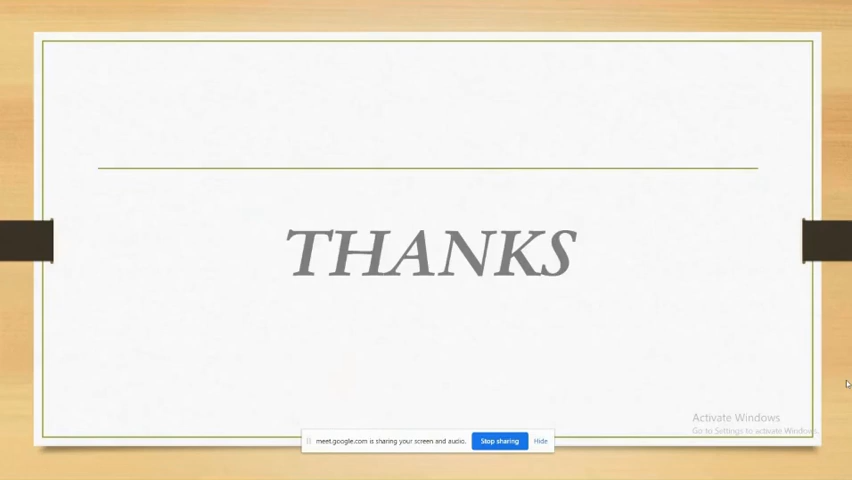 THANKS
Activate Windows
Go to Settings to activate Windows.
meet.google.com is sharing your screen and audio.
Stop sharing
Hide